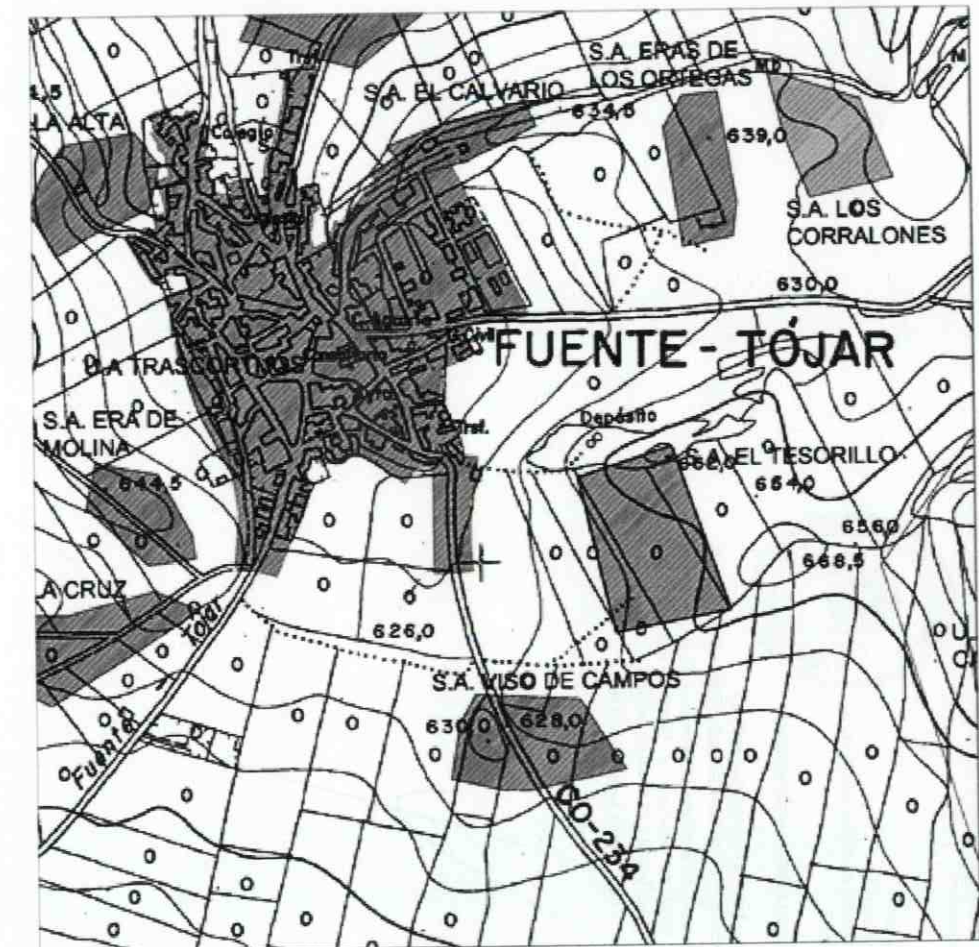 S.A. ERAS DE
LOS ORTEGAS
S.A. EL CALVARIO
634,6
639,0
LA ALTA
Colegio
S.A. LOS
CORRALONES
630,0
FUENTE - TÓJAR
U.A TRASCORTIJOS
S.A. ERA DE
MOLINA
644,5
Depósito
S.A. EL TESORILLO
654,0
656,0
668,5
LA CRUZ
626,0
Fuente
Tójar
S.A. VISO DE CAMPOS
630,0
628,0
CO-234